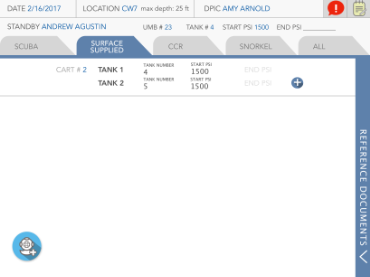 DATE 2/16/2017 LOCATION CW7 max depth: 25 ft DPIC AMY ARNOLD
STANDBY ANDREW AGUSTIN UMB # 23 TANK # 4 START PSI 1500 END PSI
SCUBA SURFACE SUPPLIED CCR SNORKEL ALL
CART # 2 TANK 1 TANK NUMBER 4 START PSI 1500 END PSI
TANK 2 TANK NUMBER 5 START PSI 1500 END PSI
REFERENCE DOCUMENTS